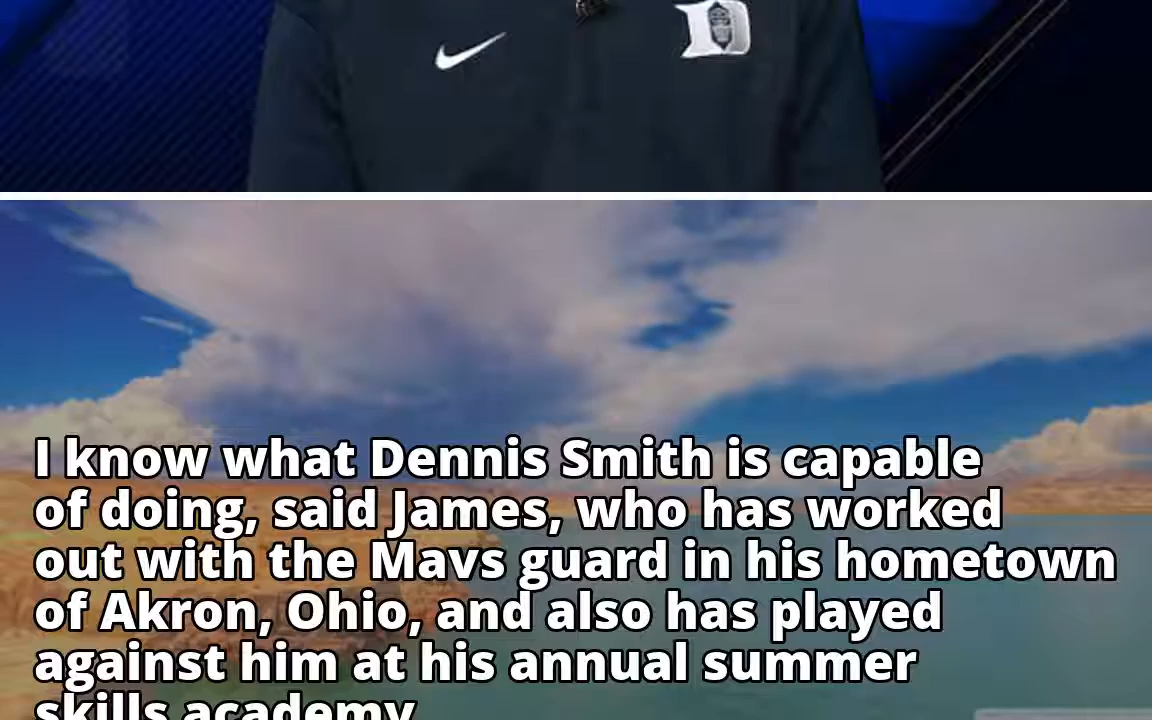 D
I know what Dennis Smith is capable
of doing, said James, who has worked
out with the Mavs guard in his hometown
of Akron, Ohio, and also has played
against him at his annual summer
skills academy